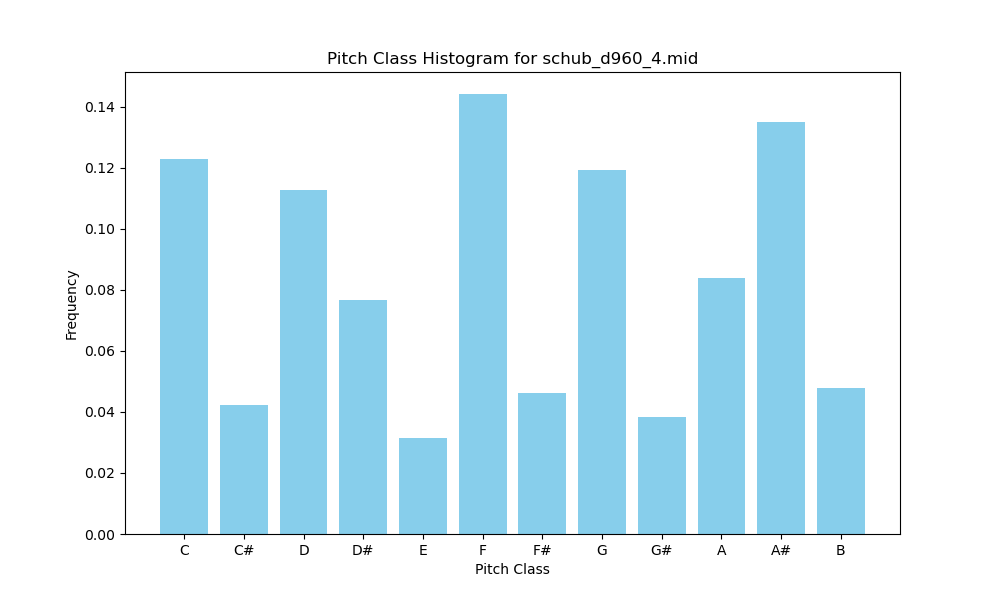 Pitch Class Histogram for schub_d960_4.mid
Frequency
0.14
0.12
0.10
0.08
0.06
0.04
0.02
0.00
C C# D D# E F F# G G# A A# B
Pitch Class